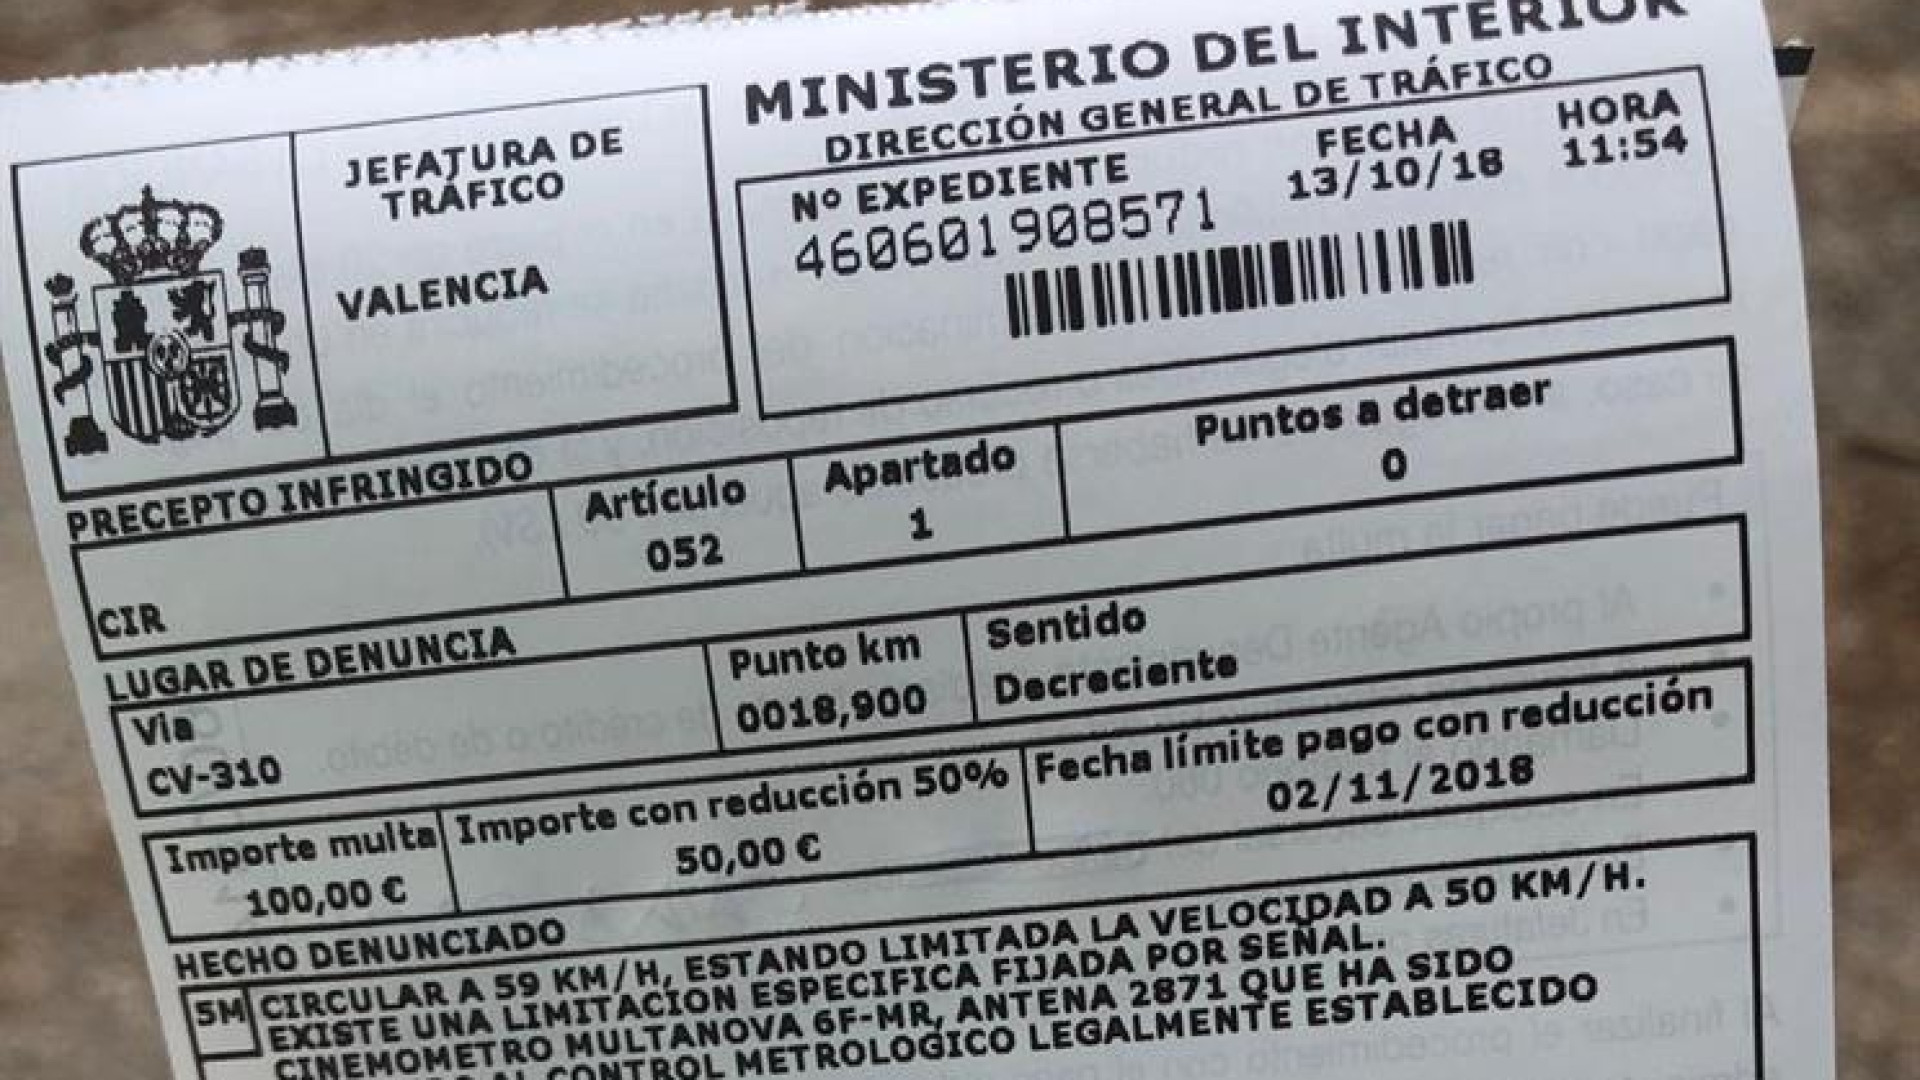 MINISTERIO DEL INTERIOR
DIRECCIÓN GENERAL DE TRÁFICO
JEFATURA DE
TRÁFICO
VALENCIA
Nº EXPEDIENTE
460601908571
FECHA
13/10/18
HORA
11:54
PRECEPTO INFRINGIDO
CIR
Artículo
052
Apartado
1
Puntos a detraer
0
LUGAR DE DENUNCIA
Via
CV-310
Punto km
0018,900
Sentido
Decreciente
Importe multa
100,00 €
Importe con reducción 50%
50,00 €
Fecha límite pago con reducción
02/11/2018
HECHO DENUNCIADO
5M CIRCULAR A 59 KM/H, ESTANDO LIMITADA LA VELOCIDAD A 50 KM/H.
EXISTE UNA LIMITACION ESPECIFICA FIJADA POR SEÑAL.
CINEMOMETRO MULTANOVA 6F-MR, ANTENA 2871 QUE HA SIDO
AL CONTROL METROLOGICO LEGALMENTE ESTABLECIDO